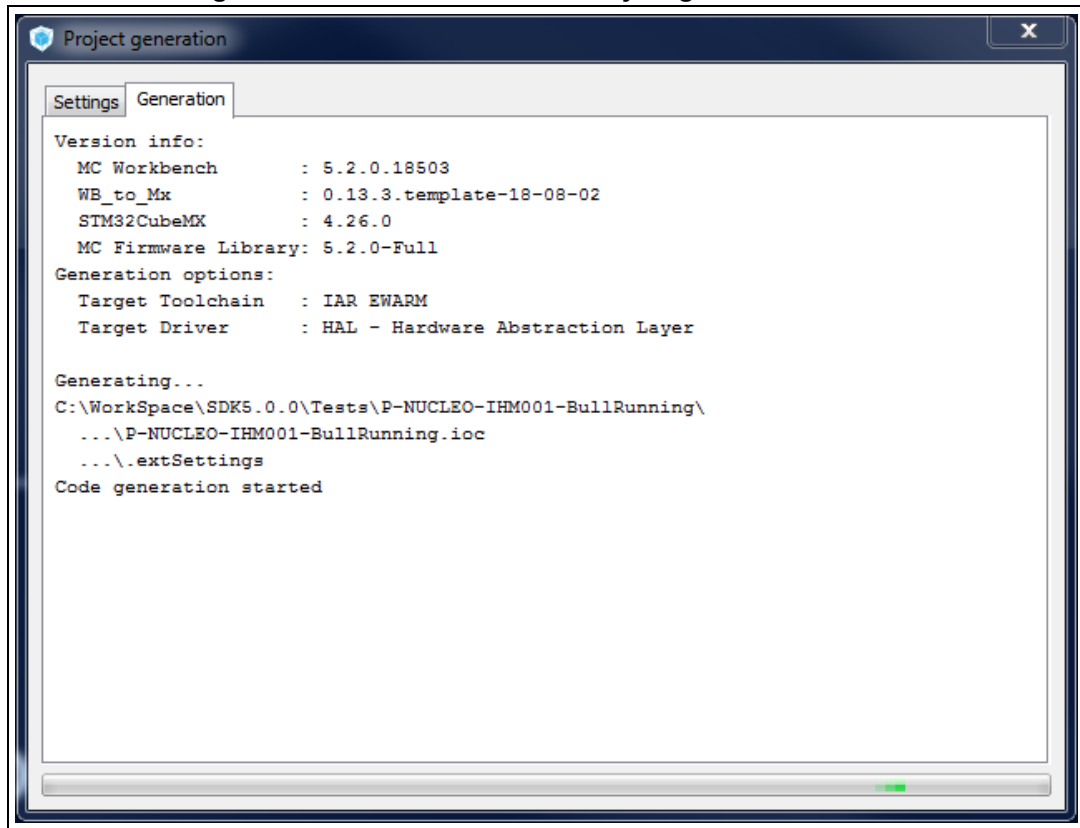 Project generation
x
Settings Generation
Version info:
MC Workbench : 5.2.0.18503
WB_to_Mx : 0.13.3.template-18-08-02
STM32CubeMX : 4.26.0
MC Firmware Library: 5.2.0-Full
Generation options:
Target Toolchain : IAR EWARM
Target Driver : HAL - Hardware Abstraction Layer
Generating...
C:\WorkSpace\SDK5.0.0\Tests\P-NUCLEO-IHM001-BullRunning\
...\P-NUCLEO-IHM001-BullRunning.ioc
...\.extSettings
Code generation started